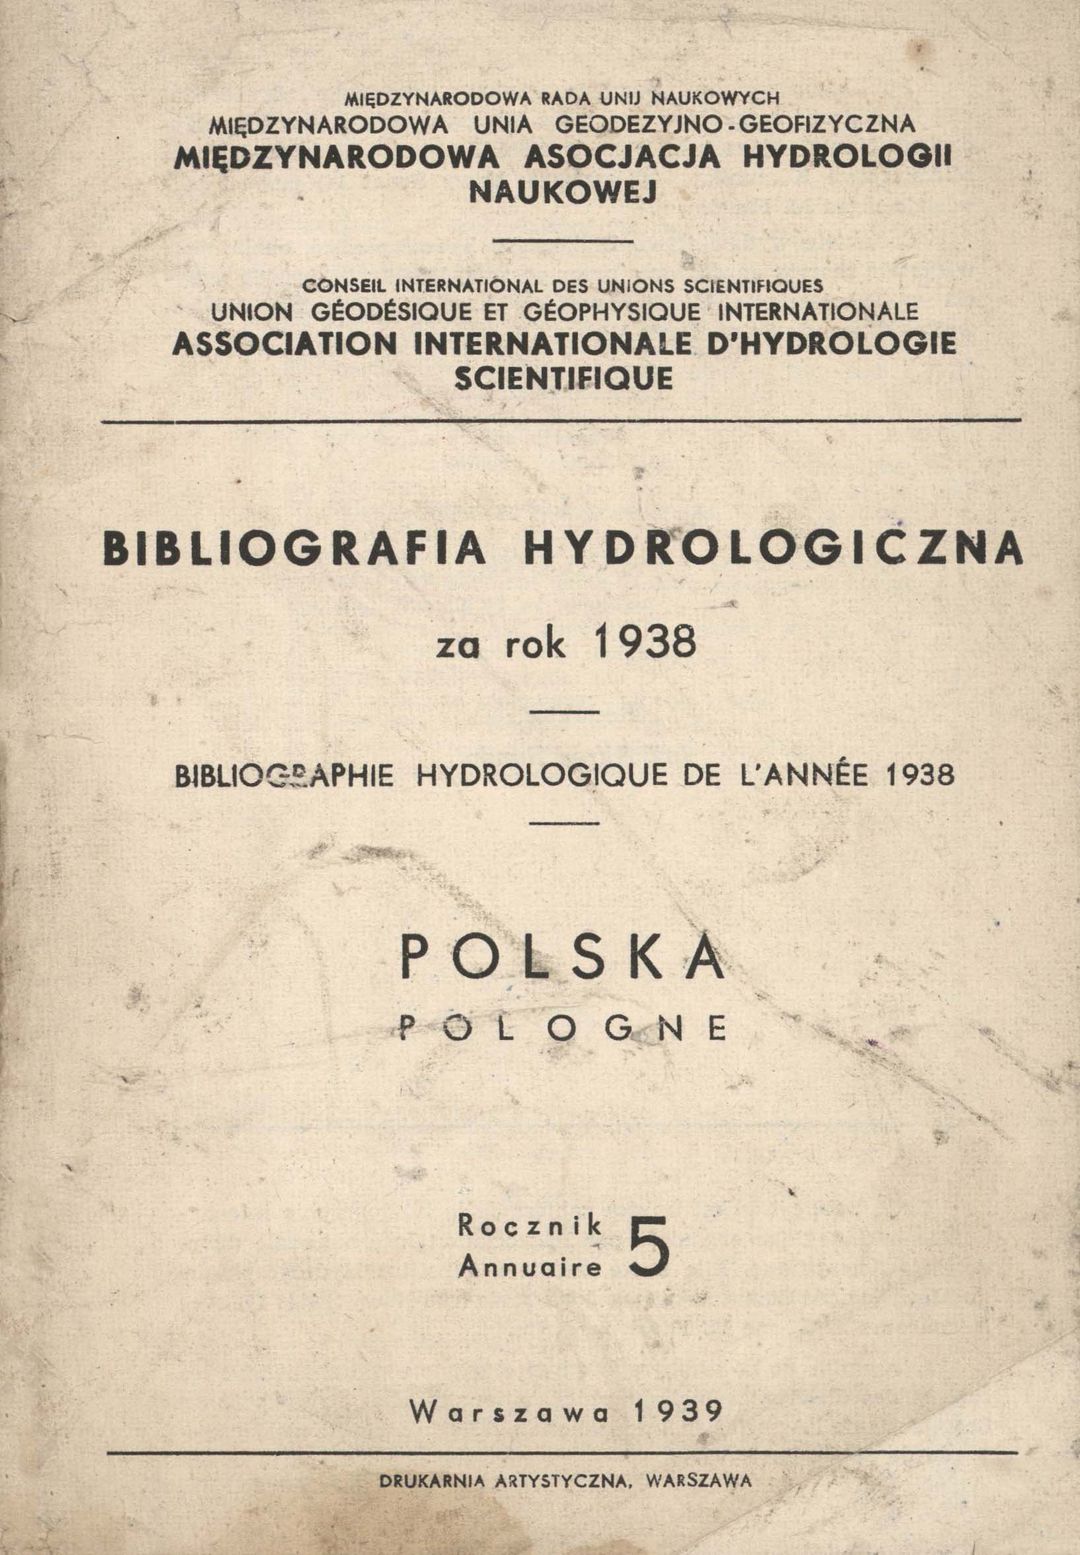 MIĘDZYNARODOWA RADA UNIJ NAUKOWYCH
MIĘDZYNARODOWA UNIA GEODEZYJNO-GEOFIZYCZNA
MIĘDZYNARODOWA ASOCJACJA HYDROLOGII
NAUKOWEJ
CONSEIL INTERNATIONAL DES UNIONS SCIENTIFIQUES
UNION GÉODÉSIQUE ET GÉOPHYSIQUE INTERNATIONALE
ASSOCIATION INTERNATIONALE D'HYDROLOGIE
SCIENTIFIQUE
BIBLIOGRAFIA HYDROLOGICZNA
za rok 1938
BIBLIOGRAPHIE HYDROLOGIQUE DE L'ANNÉE 1938
POLSKA
POLOGNE
Rocznik 5
Annuaire
Warszawa 1939
DRUKARNIA ARTYSTYCZNA, WARSZAWA